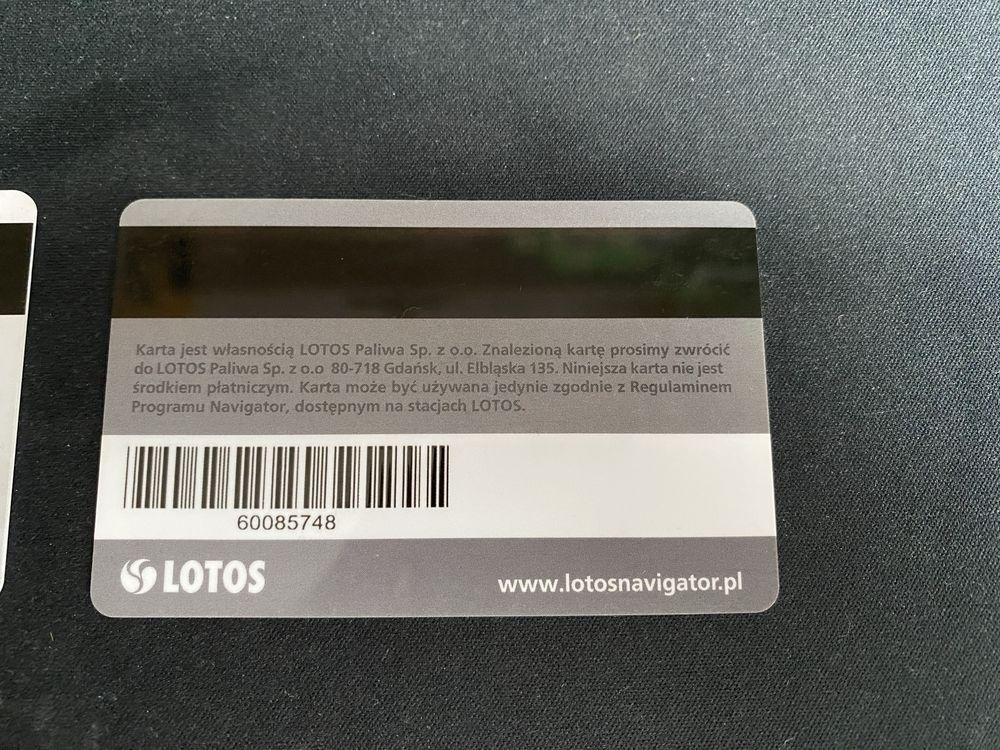 Karta jest własnością LOTOS Paliwa Sp. z o.o. Znalezioną kartę prosimy zwrócić
do LOTOS Paliwa Sp. z o.o 80-718 Gdańsk, ul. Elbląska 135. Niniejsza karta nie jest
środkiem płatniczym. Karta może być używana jedynie zgodnie z Regulaminem
Programu Navigator, dostępnym na stacjach LOTOS.
60085748
LOTOS
www.lotosnavigator.pl